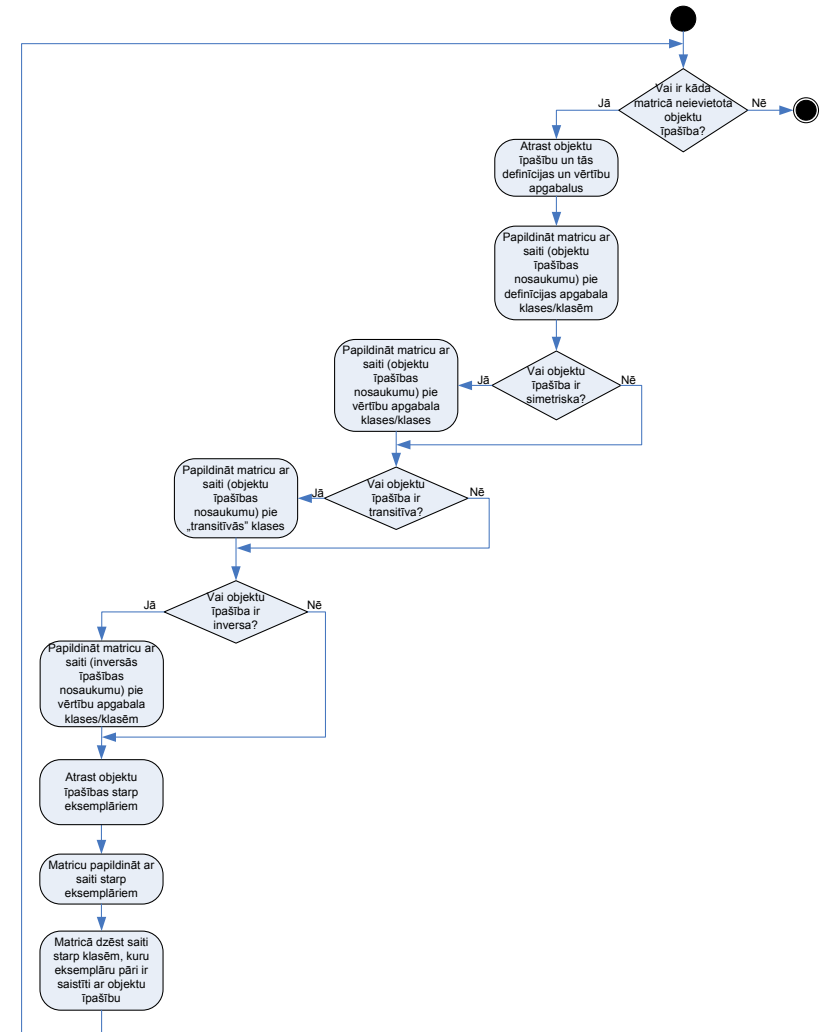 Vai ir kāda
matricā neievietota
objektu
īpašība?
Jā
Nē
Atrast objektu
īpašību un tās
definīcijas un vērtību
apgabalus
Papildināt matricu ar
saiti (objektu
īpašības
nosaukumu) pie
definīcijas apgabala
klases/klasēm
Vai objektu
īpašība ir
simetriska?
Jā
Nē
Papildināt matricu ar
saiti (objektu
īpašības
nosaukumu) pie
vērtību apgabala
klases/klases
Vai objektu
īpašība ir
transitīva?
Jā
Nē
Papildināt matricu ar
saiti (objektu
īpašības
nosaukumu) pie
„transitīvās” klases
Vai objektu
īpašība ir
inversa?
Jā
Nē
Papildināt matricu ar
saiti (inversās
īpašības
nosaukumu) pie
vērtību apgabala
klases/klasēm
Atrast objektu
īpašības starp
eksemplāriem
Matricu papildināt ar
saiti starp
eksemplāriem
Matricā dzēst saiti
starp klasēm, kuru
eksemplāru pāri ir
saistīti ar objektu
īpašību